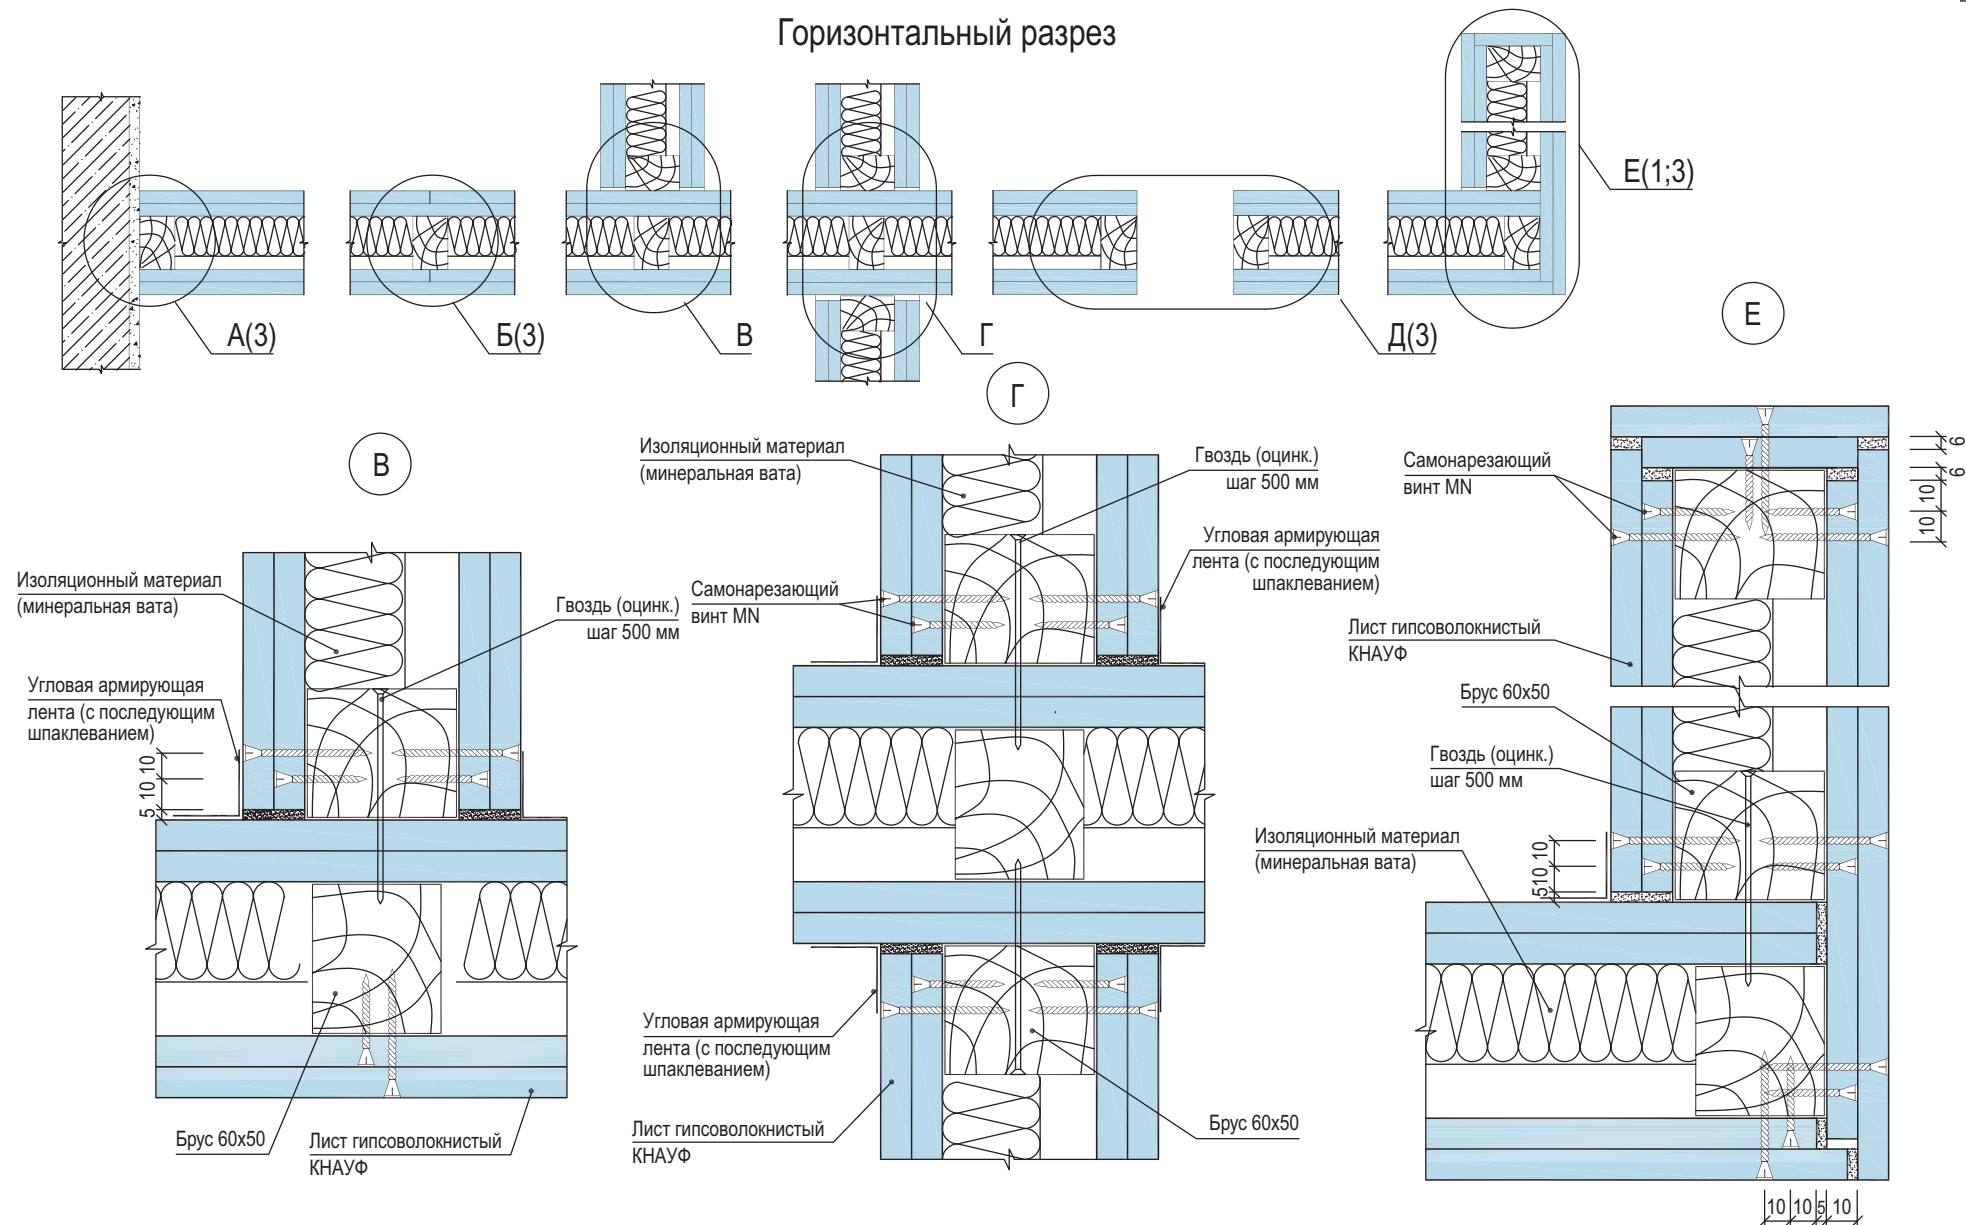 Горизонтальный разрез
А(3)
Б(3)
В
Г
Д(3)
Е(1;3)
В
Изоляционный материал
(минеральная вата)
Гвоздь (оцинк.)
шаг 500 мм
Угловая армирующая
лента (с последующим
шпаклеванием)
10
10
5
Брус 60х50
Лист гипсоволокнистый
КНАУФ
Г
Изоляционный материал
(минеральная вата)
Гвоздь (оцинк.)
шаг 500 мм
Угловая армирующая
лента (с последующим
шпаклеванием)
Самонарезающий
винт MN
Угловая армирующая
лента (с последующим
шпаклеванием)
Лист гипсоволокнистый
КНАУФ
Брус 60х50
Е
Самонарезающий
винт MN
6
6
10
10
Лист гипсоволокнистый
КНАУФ
Брус 60х50
Гвоздь (оцинк.)
шаг 500 мм
Изоляционный материал
(минеральная вата)
10
10
5
10 10 5 10